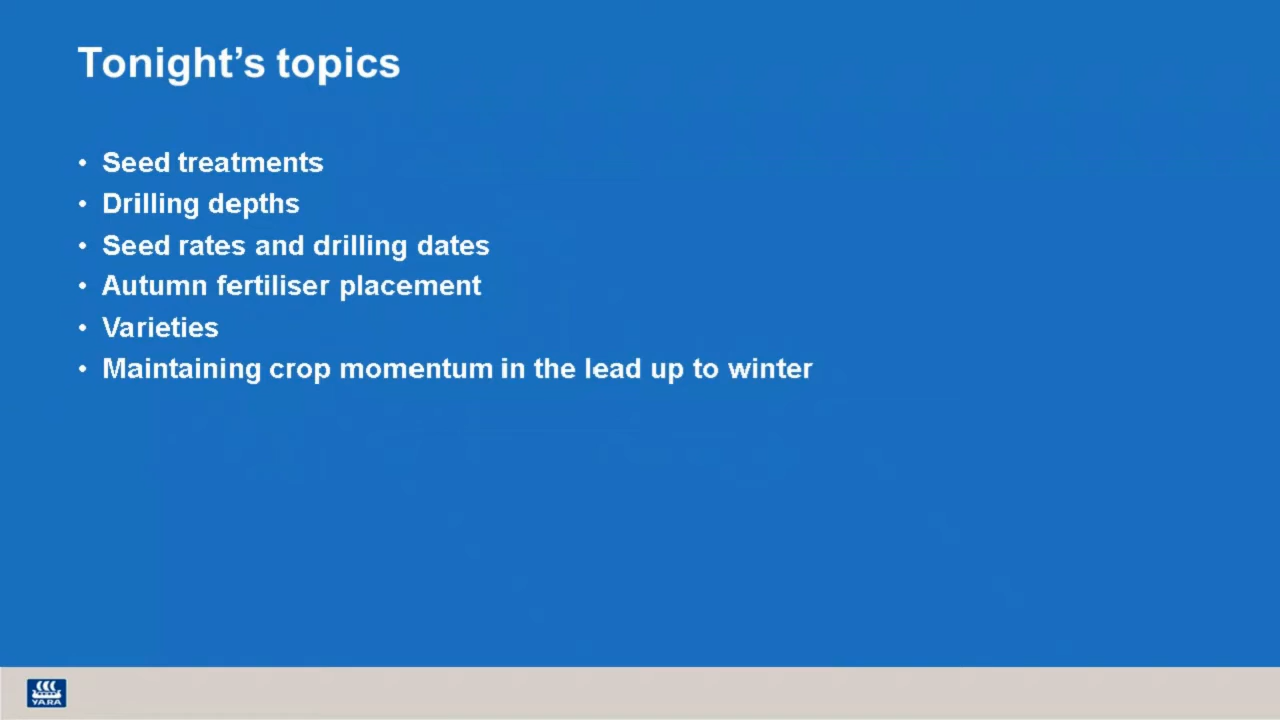 Tonight’s topics
• Seed treatments
• Drilling depths
• Seed rates and drilling dates
• Autumn fertiliser placement
• Varieties
• Maintaining crop momentum in the lead up to winter
YARA